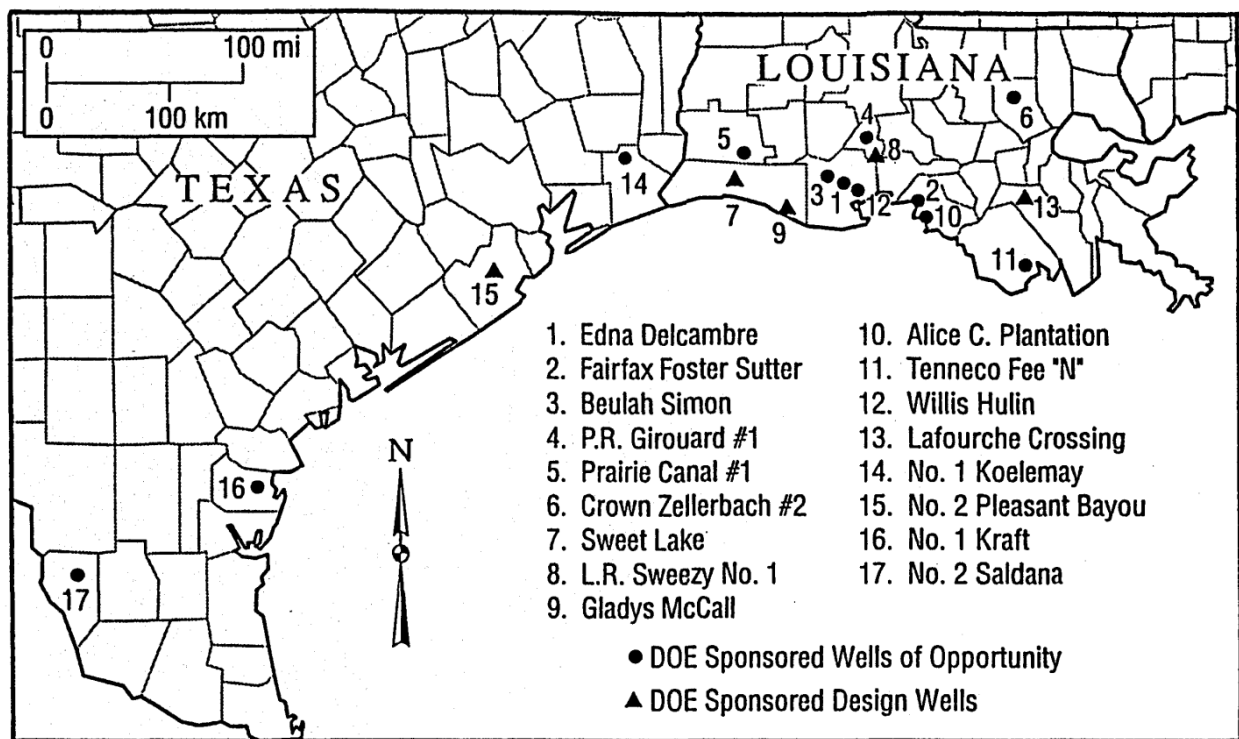 0 100 mi
0 100 km
TEXAS
LOUISIANA
6
4
5
8
14
3
1
12
2
10
13
7
9
11
15
16
17
N
1. Edna Delcambre
2. Fairfax Foster Sutter
3. Beulah Simon
4. P.R. Girouard #1
5. Prairie Canal #1
6. Crown Zellerbach #2
7. Sweet Lake
8. L.R. Sweezy No. 1
9. Gladys McCall
10. Alice C. Plantation
11. Tenneco Fee "N"
12. Willis Hulin
13. Lafourche Crossing
14. No. 1 Koelemay
15. No. 2 Pleasant Bayou
16. No. 1 Kraft
17. No. 2 Saldana
DOE Sponsored Wells of Opportunity
DOE Sponsored Design Wells